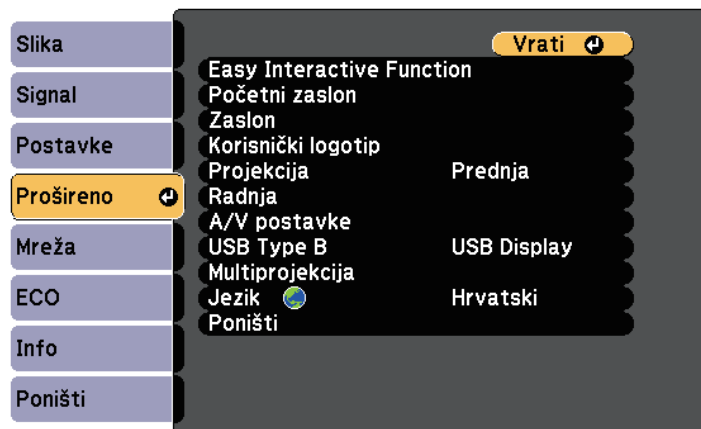 Slika
Signal
Postavke
Prošireno
Mreža
ECO
Info
Poništi
Vrati
Easy Interactive Function
Početni zaslon
Zaslon
Korisnički logotip
Projekcija Prednja
Radnja
A/V postavke
USB Type B USB Display
Multiprojekcija
Jezik Hrvatski
Poništi